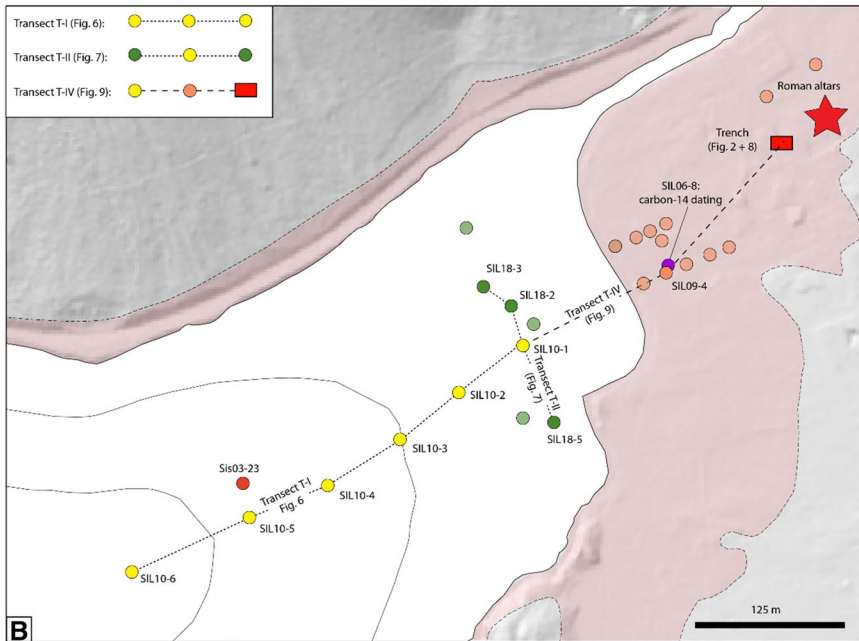 Transect T-I (Fig. 6)
Transect T-II (Fig. 7)
Transect T-IV (Fig. 9)
Roman altars
Trench
(Fig. 2 + 8)
SIL06-8:
carbon-14 dating
SIL18-3
SIL18-2
SIL09-4
Transect T-IV
(Fig. 9)
SIL10-1
Transect T-II
(Fig. 7)
SIL10-2
SIL18-5
SIL10-3
Sis03-23
Transect T-I
Fig. 6
SIL10-4
SIL10-5
SIL10-6
125 m
B